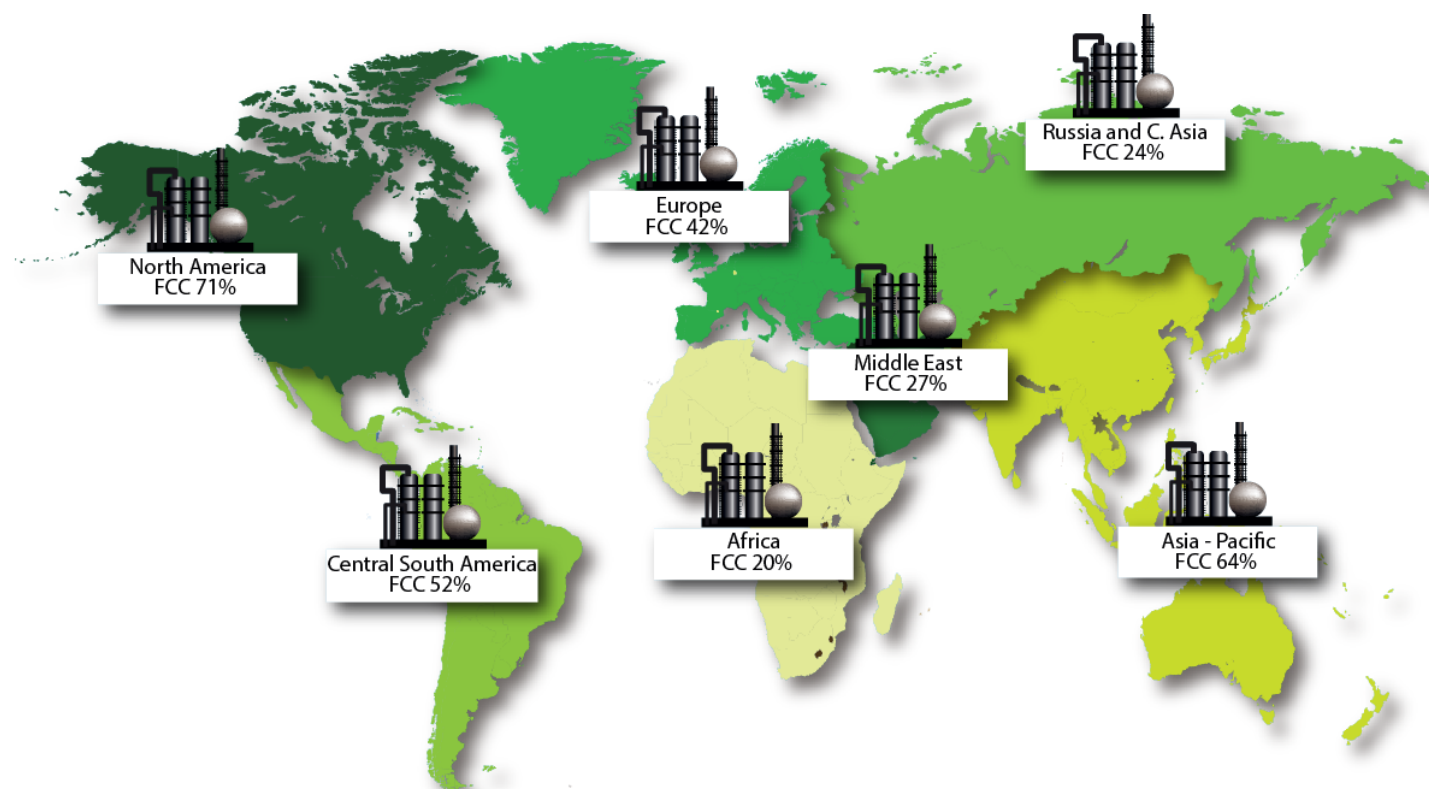 Russia and C. Asia
FCC 24%
Europe
FCC 42%
North America
FCC 71%
Middle East
FCC 27%
Central South America
FCC 52%
Africa
FCC 20%
Asia - Pacific
FCC 64%